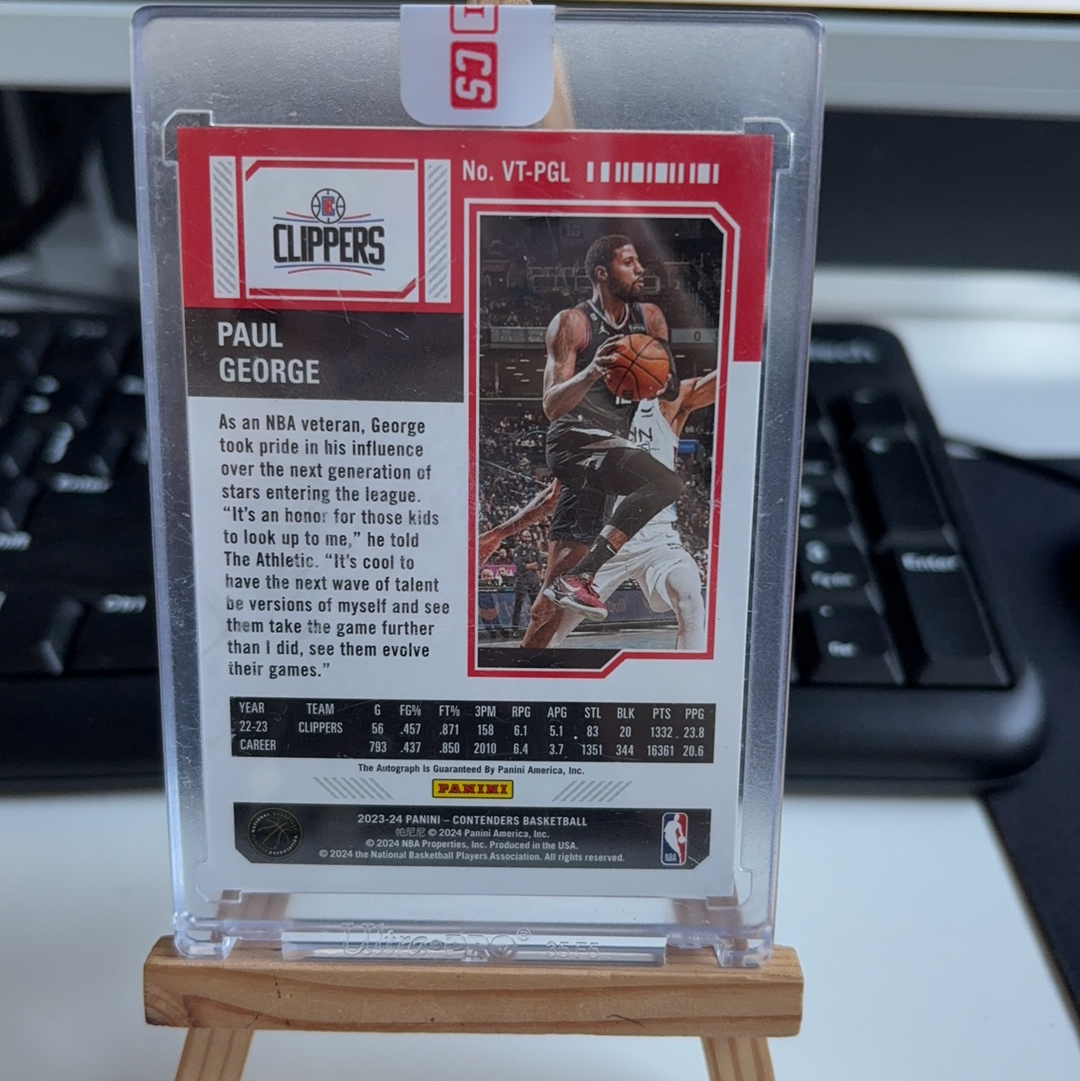 CS
No. VT-PGL
CLIPPERS
PAUL
GEORGE
As an NBA veteran, George
took pride in his influence
over the next generation of
stars entering the league.
“It's an honor for those kids
to look up to me,” he told
The Athletic. “It's cool to
have the next wave of talent
be versions of myself and see
them take the game further
than I did, see them evolve
their games.”
YEAR TEAM G FG% FT% 3PM RPG APG STL BLK PTS PPG
22-23 CLIPPERS 56 .457 .871 158 6.1 5.1 83 20 1332 23.8
CAREER 793 .437 .850 2010 6.4 3.7 1351 344 16361 20.6
The Autograph Is Guaranteed By Panini America, Inc.
PANINI
2023-24 PANINI – CONTENDERS BASKETBALL
帕尼尼 © 2024 Panini America, Inc.
© 2024 NBA Properties, Inc. Produced in the USA.
© 2024 the National Basketball Players Association. All rights reserved.
NBA
Ultra•PRO®
Enter
Ctrl